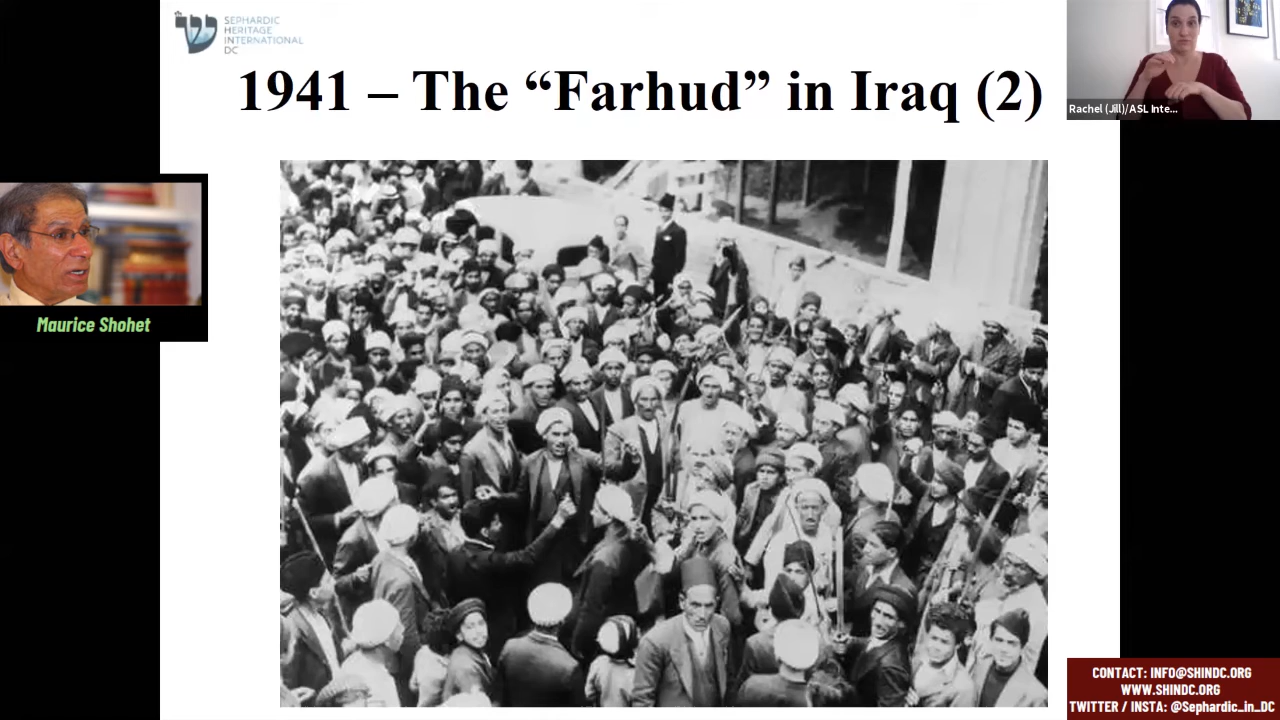 SEPHARDIC
HERITAGE
INTERNATIONAL
DC
1941 – The “Farhud” in Iraq (2)
Rachel (Jill)/ASL Inte...
Maurice Shohet
CONTACT: INFO@SHINDC.ORG
WWW.SHINDC.ORG
TWITTER / INSTA: @Sephardic_in_DC